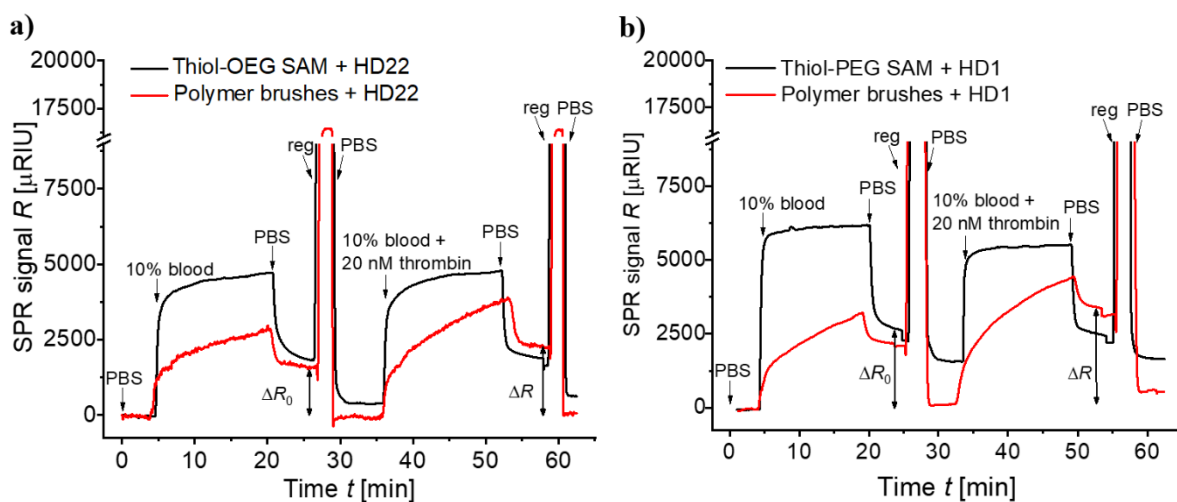 a)
Thiol-OEG SAM + HD22
Polymer brushes + HD22
SPR signal R [µRIU]
20000
17500
7500
5000
2500
0
reg
PBS
reg
PBS
10% blood
PBS
10% blood +
20 nM thrombin
PBS
PBS
ΔR₀
ΔR
0 10 20 30 40 50 60
Time t [min]
b)
Thiol-PEG SAM + HD1
Polymer brushes + HD1
SPR signal R [µRIU]
20000
17500
7500
5000
2500
0
reg
PBS
reg
PBS
10% blood
PBS
10% blood +
20 nM thrombin
PBS
PBS
ΔR₀
ΔR
0 10 20 30 40 50 60
Time t [min]